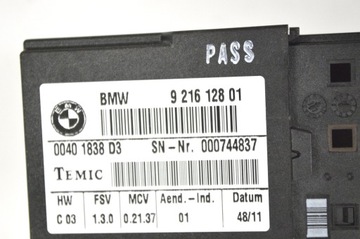 PASS
BMW 9 216 128 01
0040 1838 D3 SN-Nr. 000744837
TEMIC
HW FSV MCV Aend.-Ind. Datum
C 03 1.3.0 0.21.37 01 48/11